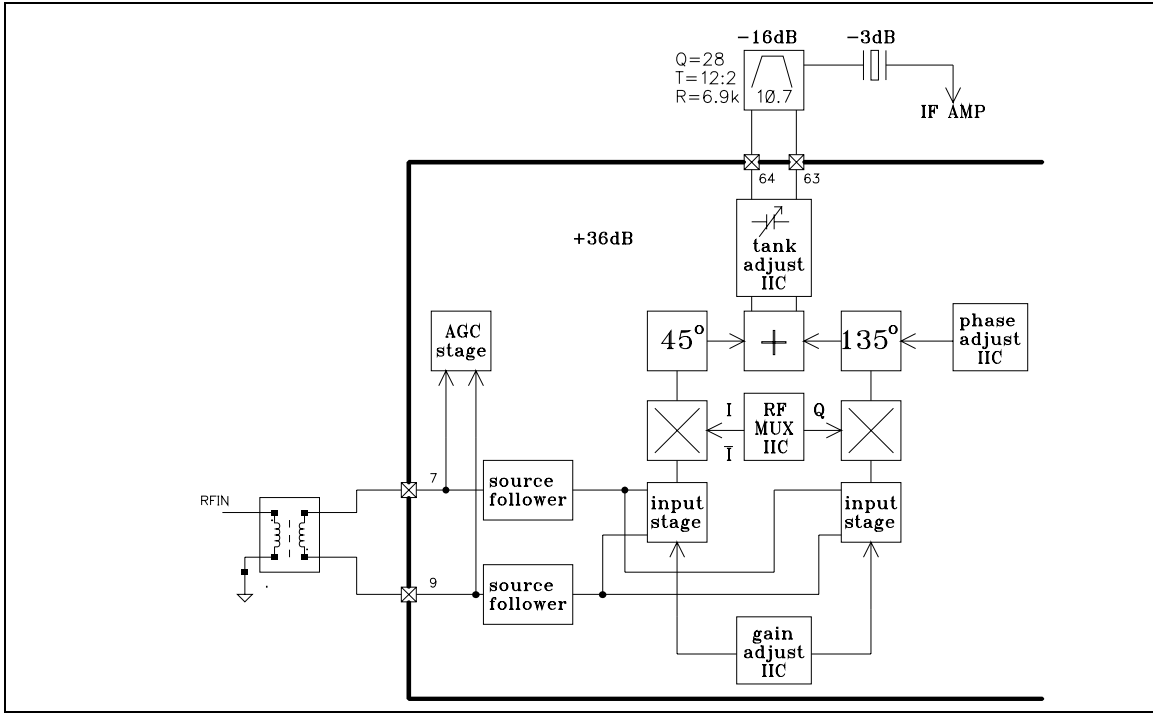 -16dB
-3dB
Q=28
T=12:2
R=6.9k
10.7
IF AMP
64
63
+36dB
tank
adjust
IIC
AGC
stage
45°
+
135°
phase
adjust
IIC
I
Ī
RF
MUX
IIC
Q
7
source
follower
input
stage
input
stage
RFIN
9
source
follower
gain
adjust
IIC